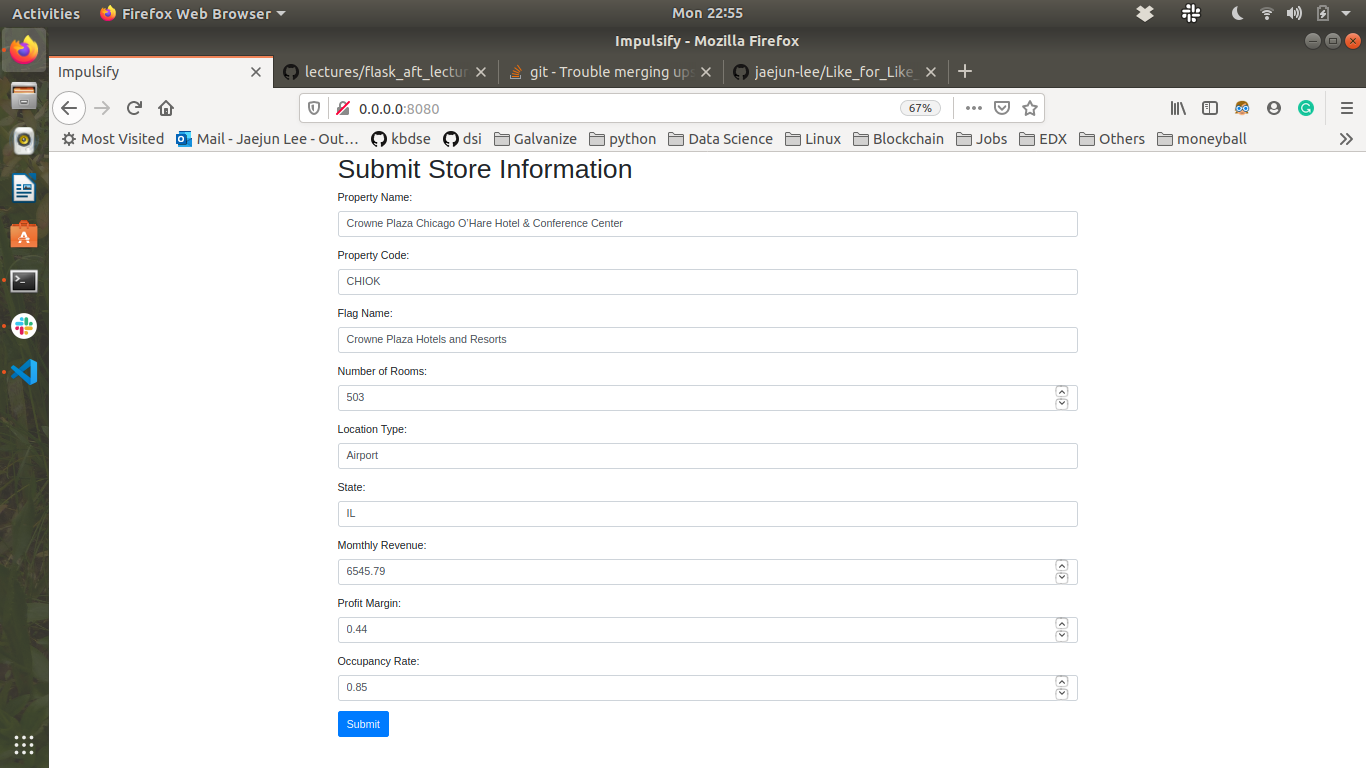 Activities Firefox Web Browser Mon 22:55
Impulsify - Mozilla Firefox
Impulsify lectures/flask_aft_lectur git - Trouble merging up jaejun-lee/Like_for_Like_
0.0.0.0:8080 67%
Most Visited Mail - Jaejun Lee - Out… kbdse dsi Galvanize python Data Science Linux Blockchain Jobs EDX Others moneyball
Submit Store Information
Property Name:
Crowne Plaza Chicago O'Hare Hotel & Conference Center
Property Code:
CHIOK
Flag Name:
Crowne Plaza Hotels and Resorts
Number of Rooms:
503
Location Type:
Airport
State:
IL
Momthly Revenue:
6545.79
Profit Margin:
0.44
Occupancy Rate:
0.85
Submit